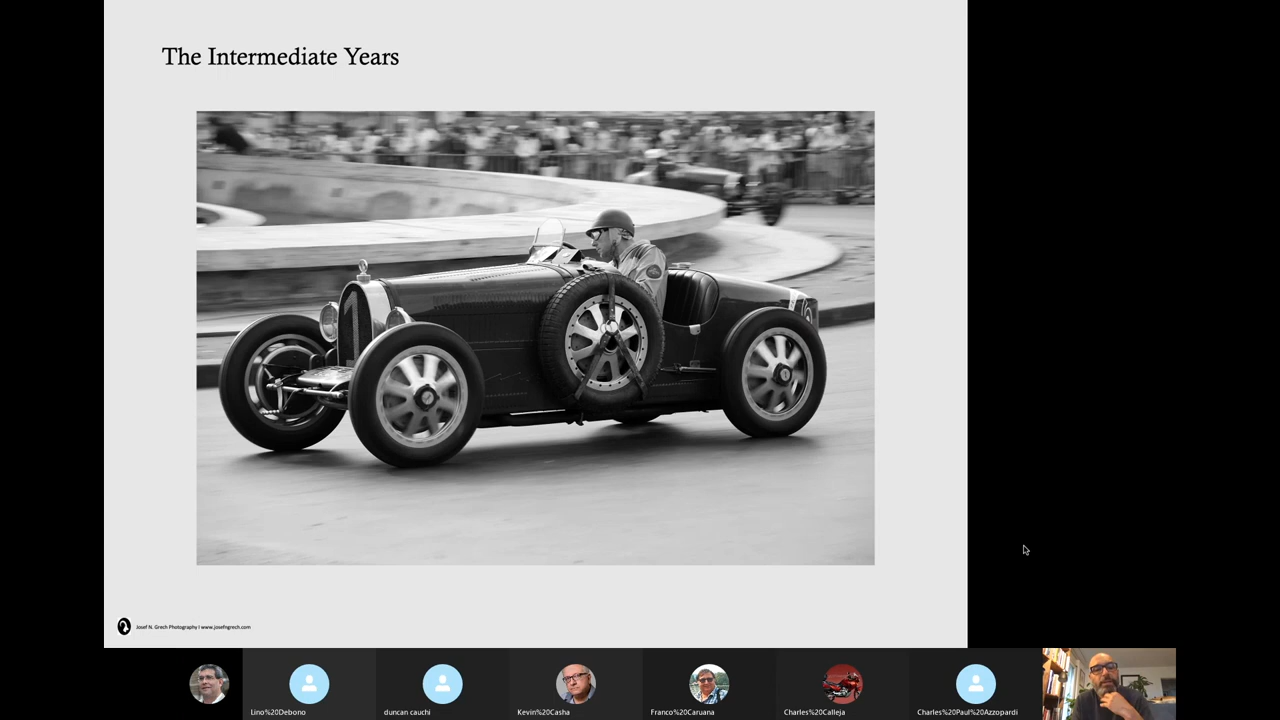 The Intermediate Years
Josef N. Grech Photography I www.josefngrech.com
Lino%20Debono
duncan cauchi
Kevin%20Casha
Franco%20Caruana
Charles%20Calleja
Charles%20Paul%20Azzopardi